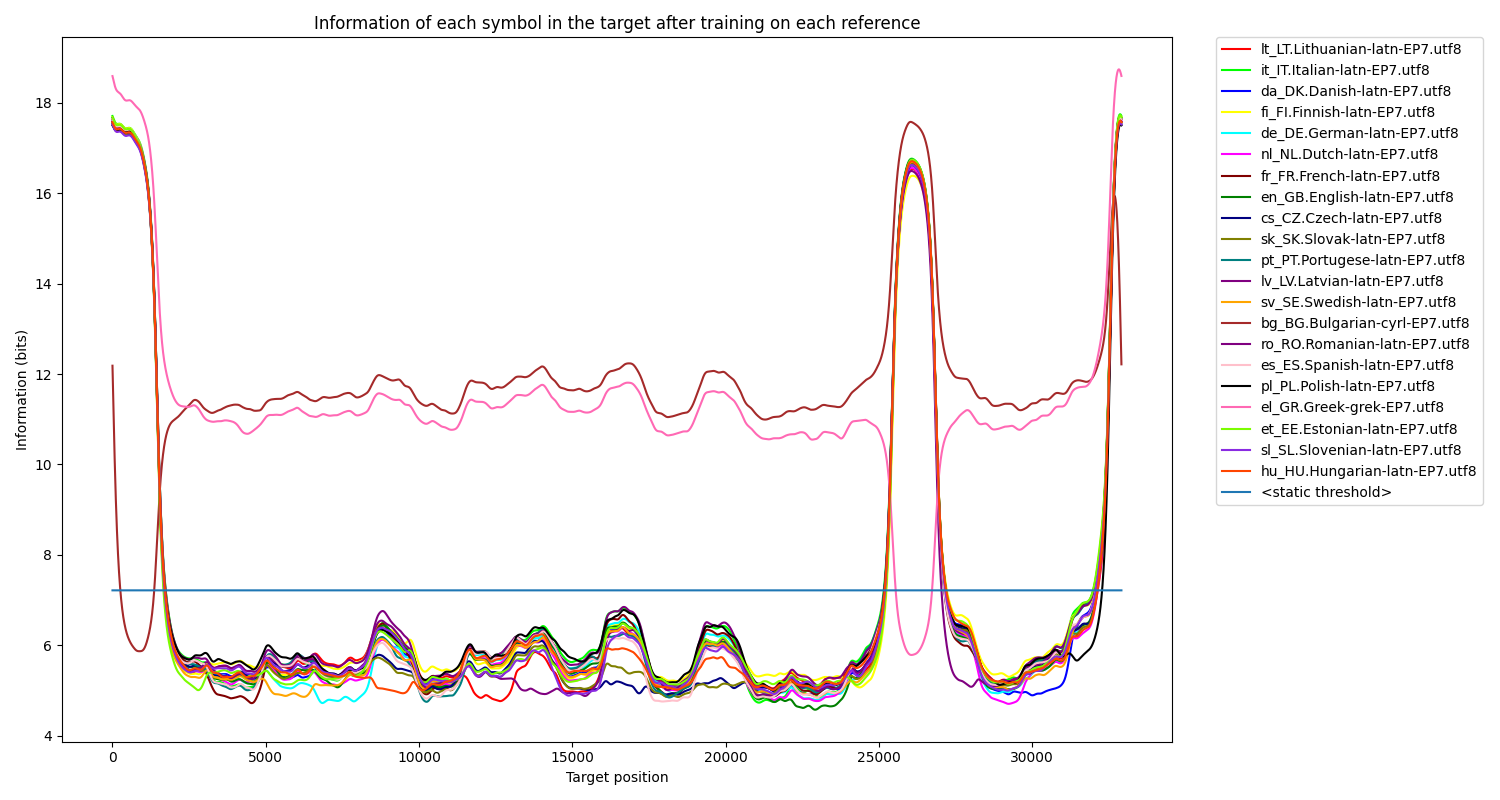 Information of each symbol in the target after training on each reference
Information (bits)
18
16
14
12
10
8
6
4
0
5000
10000
15000
20000
25000
30000
Target position
lt_LT.Lithuanian-latn-EP7.utf8
it_IT.Italian-latn-EP7.utf8
da_DK.Danish-latn-EP7.utf8
fi_FI.Finnish-latn-EP7.utf8
de_DE.German-latn-EP7.utf8
nl_NL.Dutch-latn-EP7.utf8
fr_FR.French-latn-EP7.utf8
en_GB.English-latn-EP7.utf8
cs_CZ.Czech-latn-EP7.utf8
sk_SK.Slovak-latn-EP7.utf8
pt_PT.Portugese-latn-EP7.utf8
lv_LV.Latvian-latn-EP7.utf8
sv_SE.Swedish-latn-EP7.utf8
bg_BG.Bulgarian-cyrl-EP7.utf8
ro_RO.Romanian-latn-EP7.utf8
es_ES.Spanish-latn-EP7.utf8
pl_PL.Polish-latn-EP7.utf8
el_GR.Greek-grek-EP7.utf8
et_EE.Estonian-latn-EP7.utf8
sl_SL.Slovenian-latn-EP7.utf8
hu_HU.Hungarian-latn-EP7.utf8
<static threshold>